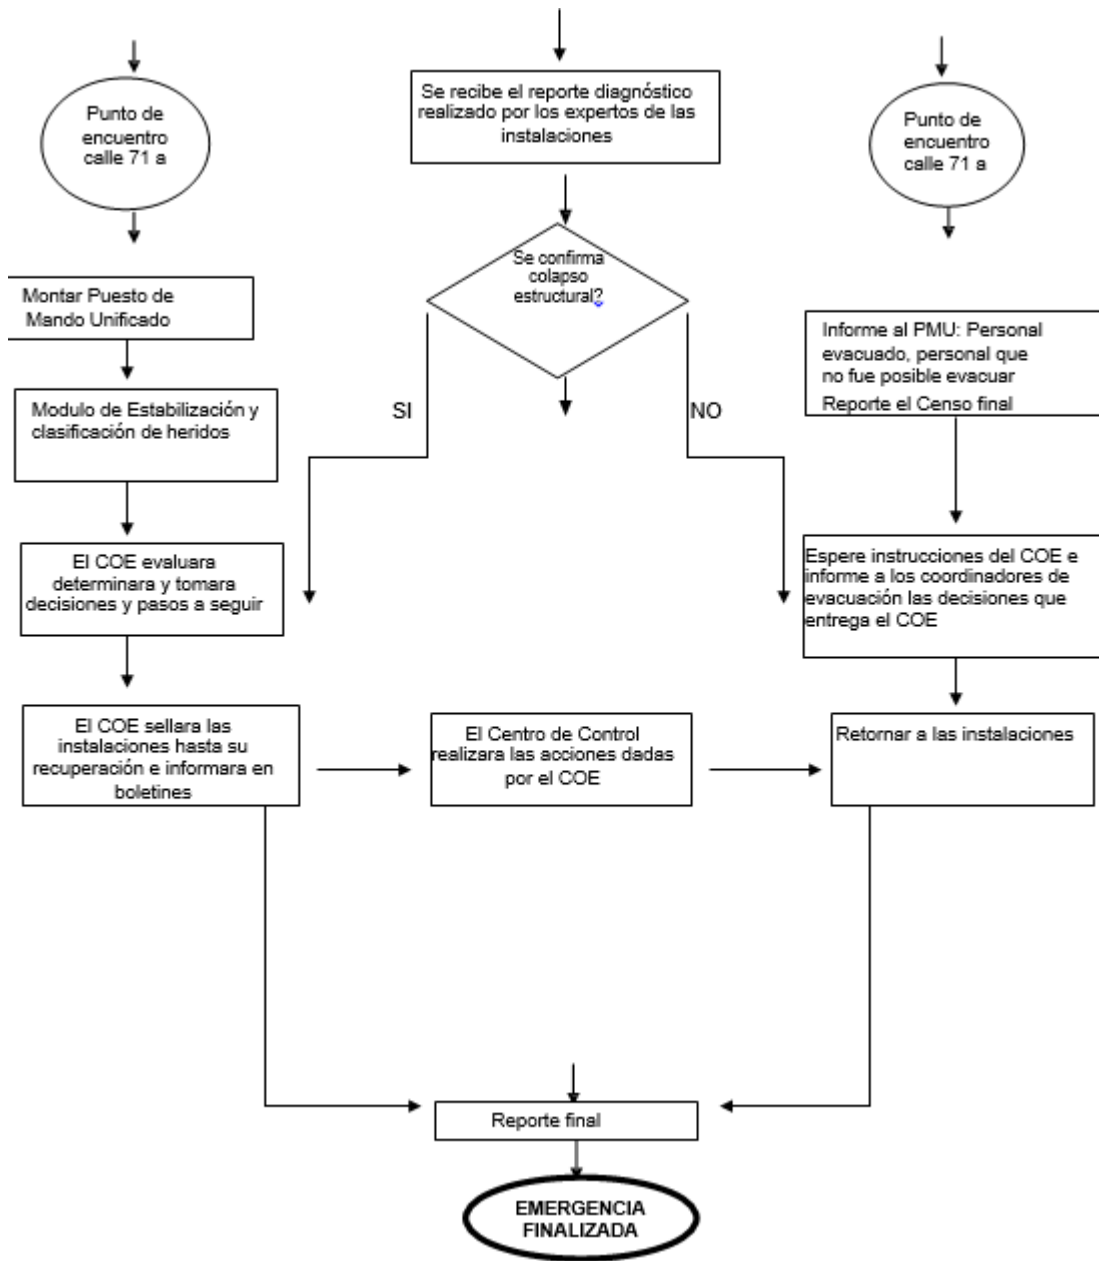 Punto de
encuentro
calle 71 a
Se recibe el reporte diagnóstico
realizado por los expertos de las
instalaciones
Punto de
encuentro
calle 71 a
Se confirma
colapso
estructural?
Montar Puesto de
Mando Unificado
Informe al PMU: Personal
evacuado, personal que
no fue posible evacuar
Reporte el Censo final
Modulo de Estabilización y
clasificación de heridos
SI
NO
El COE evaluara
determinara y tomara
decisiones y pasos a seguir
Espere instrucciones del COE e
informe a los coordinadores de
evacuación las decisiones que
entrega el COE
El COE sellara las
instalaciones hasta su
recuperación e informara en
boletines
El Centro de Control
realizara las acciones dadas
por el COE
Retornar a las instalaciones
Reporte final
EMERGENCIA
FINALIZADA